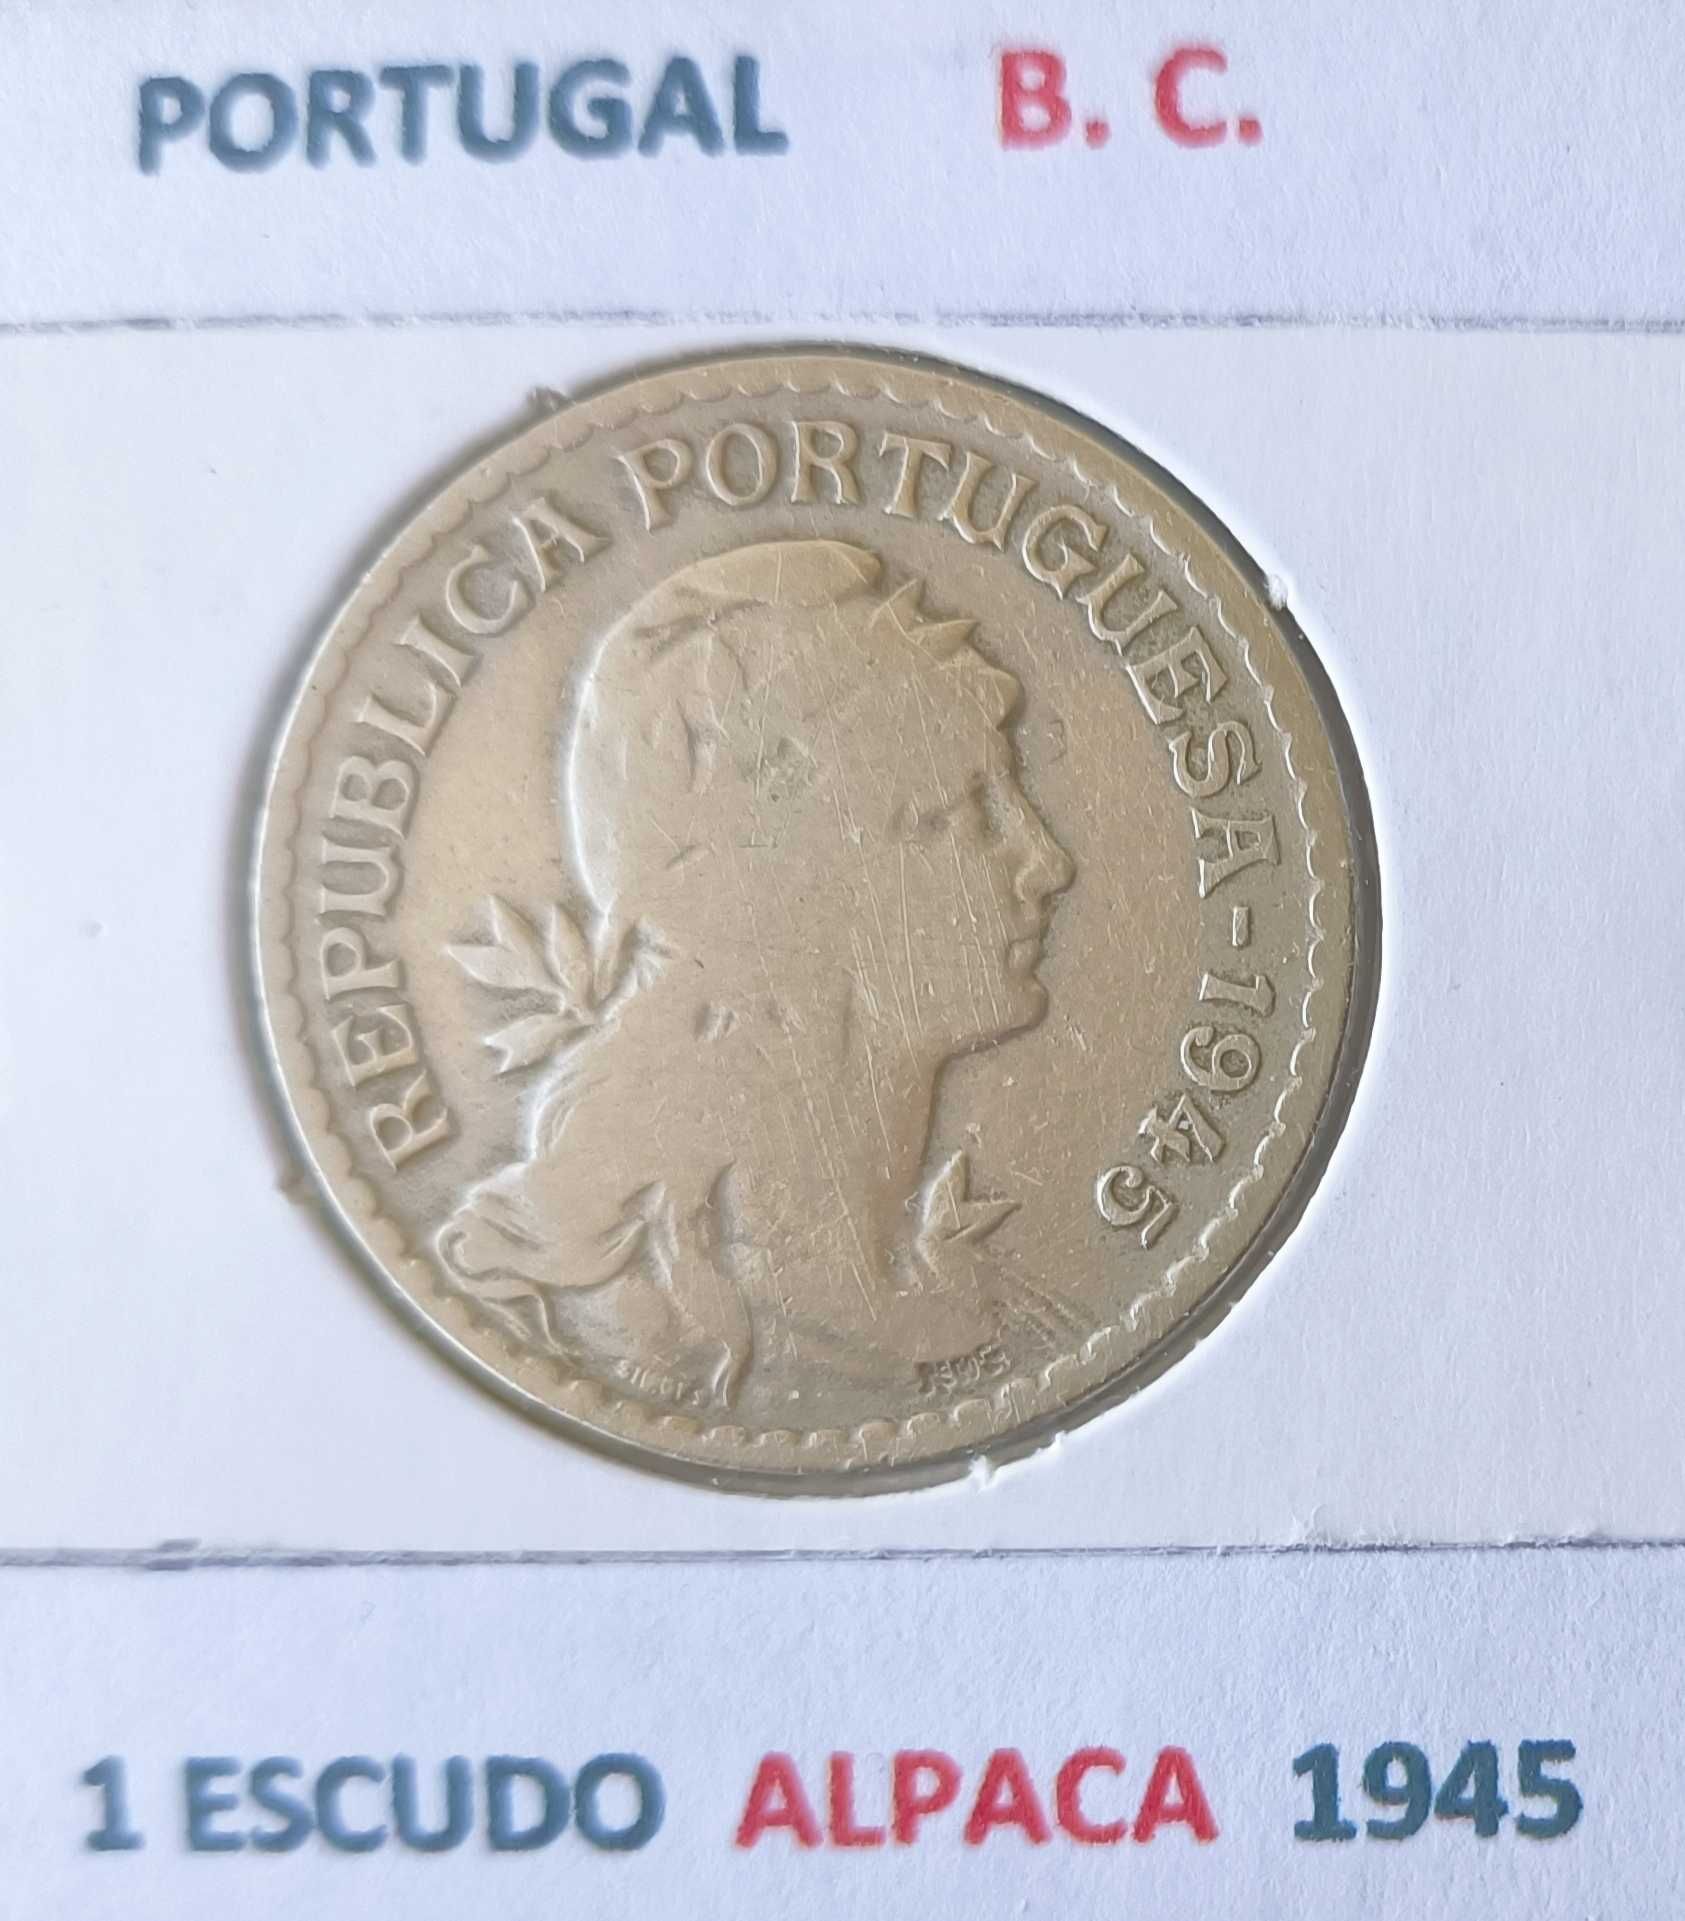 PORTUGAL B. C.
REPUBLICA PORTUGUESA - 1945
1 ESCUDO ALPACA 1945